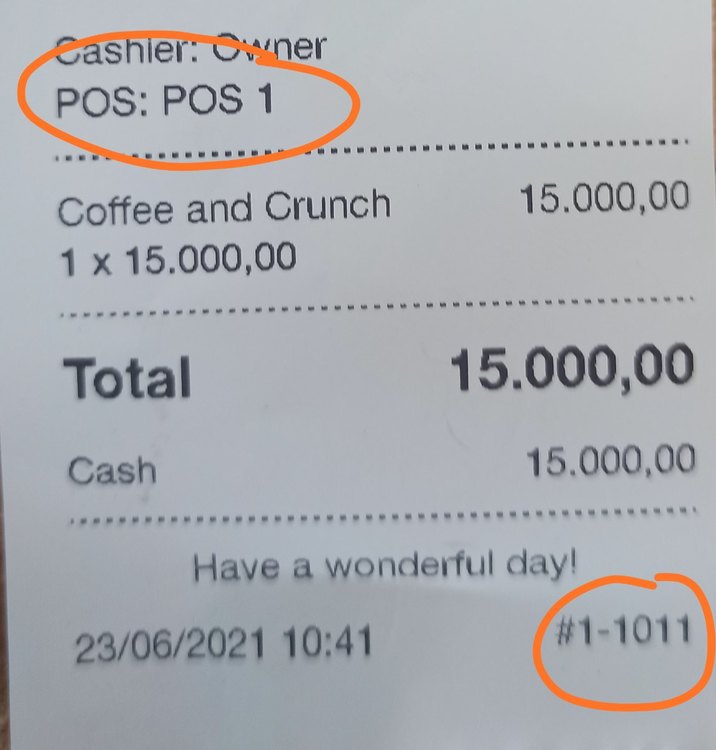 Cashier: Owner
POS: POS 1
Coffee and Crunch 15.000,00
1 x 15.000,00
Total 15.000,00
Cash 15.000,00
Have a wonderful day!
23/06/2021 10:41 #1-1011